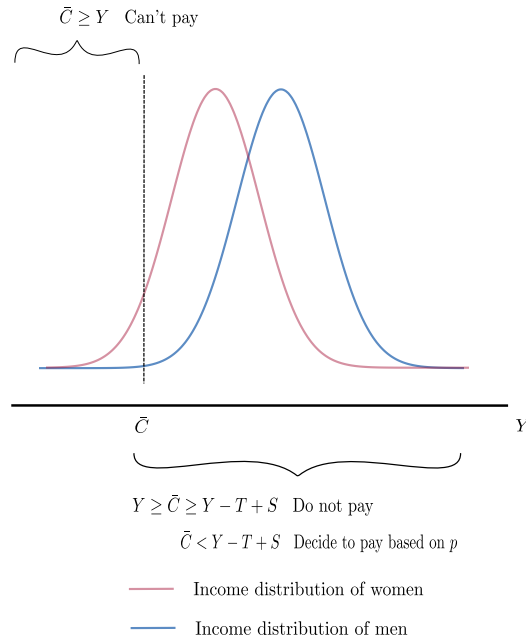 C̄ ≥ Y Can't pay
C̄ Y
Y ≥ C̄ ≥ Y − T + S Do not pay
C̄ < Y − T + S Decide to pay based on p
Income distribution of women
Income distribution of men